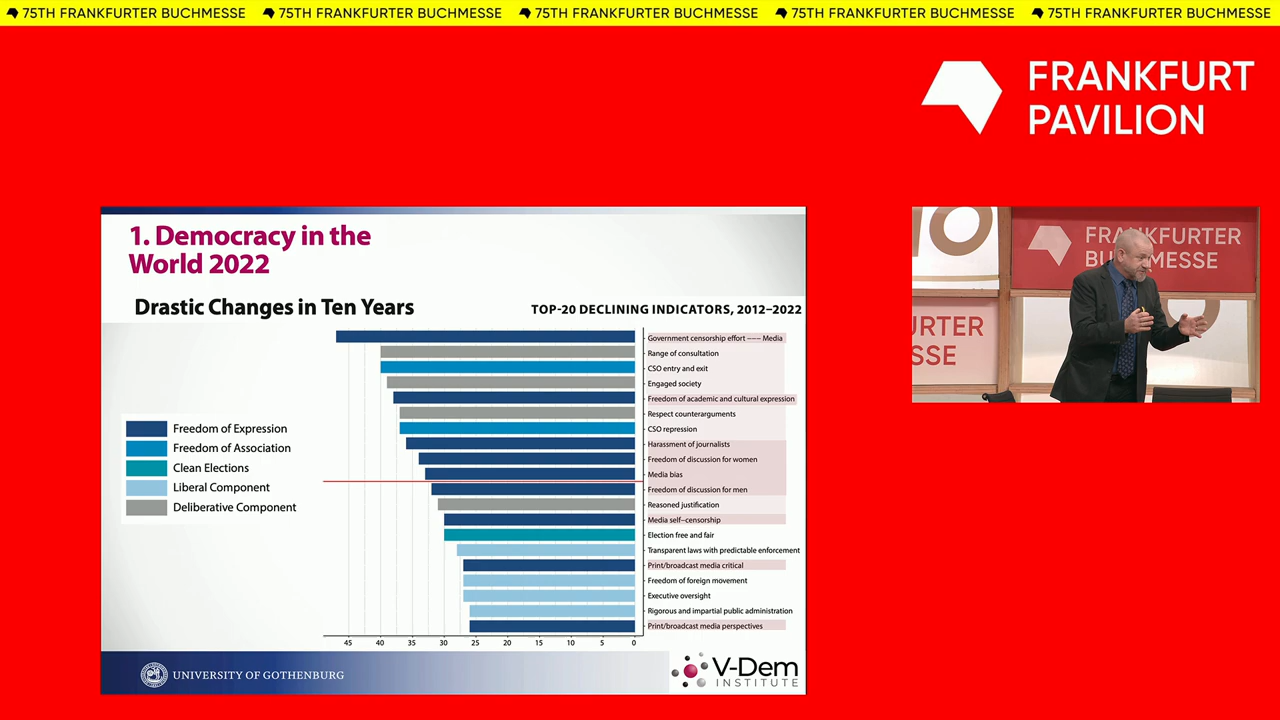 75TH FRANKFURTER BUCHMESSE 75TH FRANKFURTER BUCHMESSE 75TH FRANKFURTER BUCHMESSE 75TH FRANKFURTER BUCHMESSE 75TH FRANKFURTER BUCHMESSE
FRANKFURT
PAVILION
1. Democracy in the
World 2022
Drastic Changes in Ten Years
TOP-20 DECLINING INDICATORS, 2012–2022
Government censorship effort --- Media
Range of consultation
CSO entry and exit
Engaged society
Freedom of academic and cultural expression
Respect counterarguments
CSO repression
Harassment of journalists
Freedom of discussion for women
Media bias
Freedom of discussion for men
Reasoned justification
Media self-censorship
Election free and fair
Transparent laws with predictable enforcement
Print/broadcast media critical
Freedom of foreign movement
Executive oversight
Rigorous and impartial public administration
Print/broadcast media perspectives
Freedom of Expression
Freedom of Association
Clean Elections
Liberal Component
Deliberative Component
45 40 35 30 25 20 15 10 5 0
UNIVERSITY OF GOTHENBURG
V-Dem
INSTITUTE
FRANKFURTER
BUCHMESSE
URTER
SSE